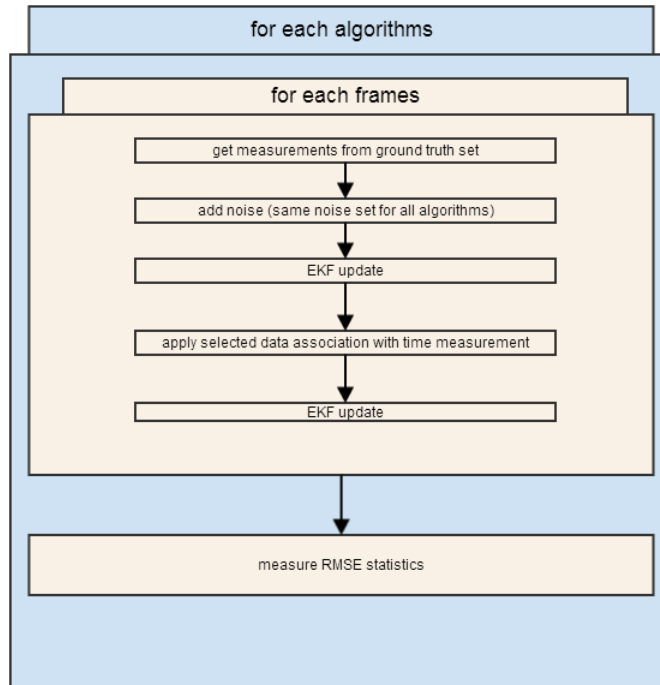 for each algorithms
for each frames
get measurements from ground truth set
add noise (same noise set for all algorithms)
EKF update
apply selected data association with time measurement
EKF update
measure RMSE statistics